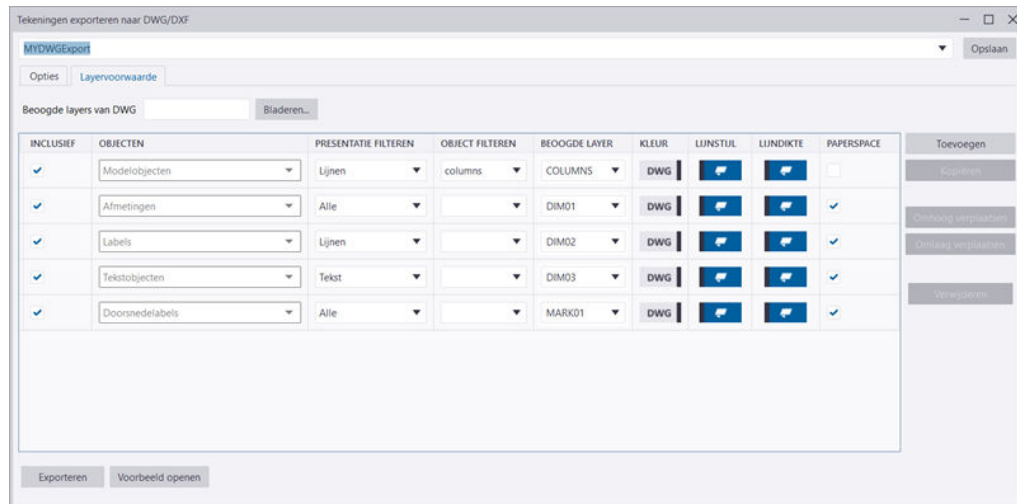 Tekeningen exporteren naar DWG/DXF
MYDWGExport
Opslaan
Opties Layervoorwaarde
Beoogde layers van DWG Bladeren...
INCLUSIEF OBJECTEN PRESENTATIE FILTEREN OBJECT FILTEREN BEOOGDE LAYER KLEUR LIJNSTIJL LIJNDIKTE PAPERSPACE
Toevoegen
Modelobjecten Lijnen columns COLUMNS DWG
Kopiëren
Afmetingen Alle DIM01 DWG
Omhoog verplaatsen
Labels Lijnen DIM02 DWG
Omlaag verplaatsen
Tekstobjecten Tekst DIM03 DWG
Verwijderen
Doorsnedelabels Alle MARK01 DWG
Exporteren Voorbeeld openen